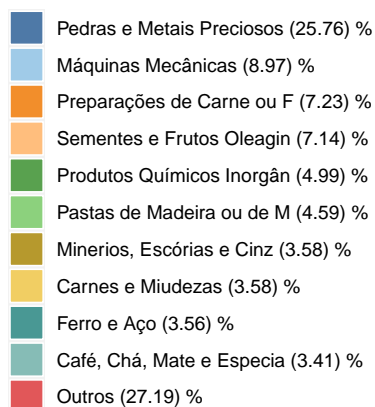 Pedras e Metais Preciosos (25.76) %
Máquinas Mecânicas (8.97) %
Preparações de Carne ou F (7.23) %
Sementes e Frutos Oleagin (7.14) %
Produtos Químicos Inorgân (4.99) %
Pastas de Madeira ou de M (4.59) %
Minerios, Escórias e Cinz (3.58) %
Carnes e Miudezas (3.58) %
Ferro e Aço (3.56) %
Café, Chá, Mate e Especia (3.41) %
Outros (27.19) %